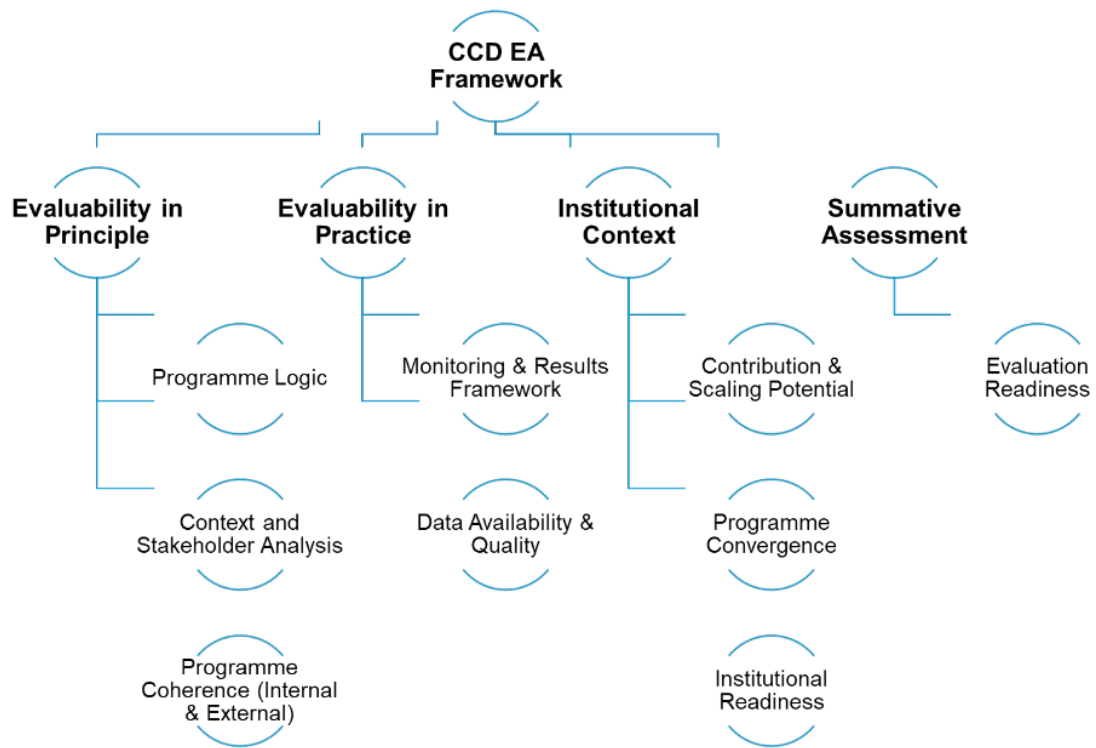 CCD EA
Framework
Evaluability in
Principle
Evaluability in
Practice
Institutional
Context
Summative
Assessment
Programme Logic
Monitoring & Results
Framework
Contribution &
Scaling Potential
Evaluation
Readiness
Context and
Stakeholder Analysis
Data Availability &
Quality
Programme
Convergence
Programme
Coherence (Internal
& External)
Institutional
Readiness